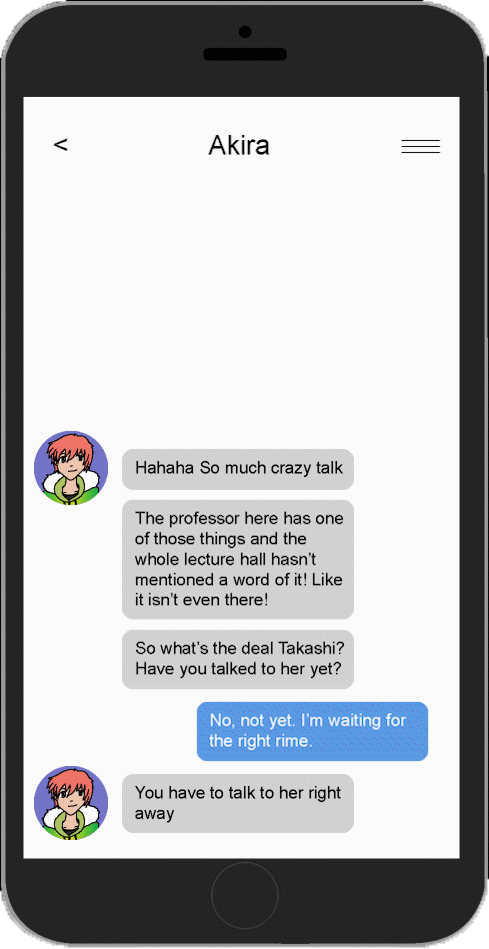 <
Akira
Hahaha So much crazy talk
The professor here has one
of those things and the
whole lecture hall hasn't
mentioned a word of it! Like
it isn't even there!
So what's the deal Takashi?
Have you talked to her yet?
No, not yet. I'm waiting for
the right rime.
You have to talk to her right
away